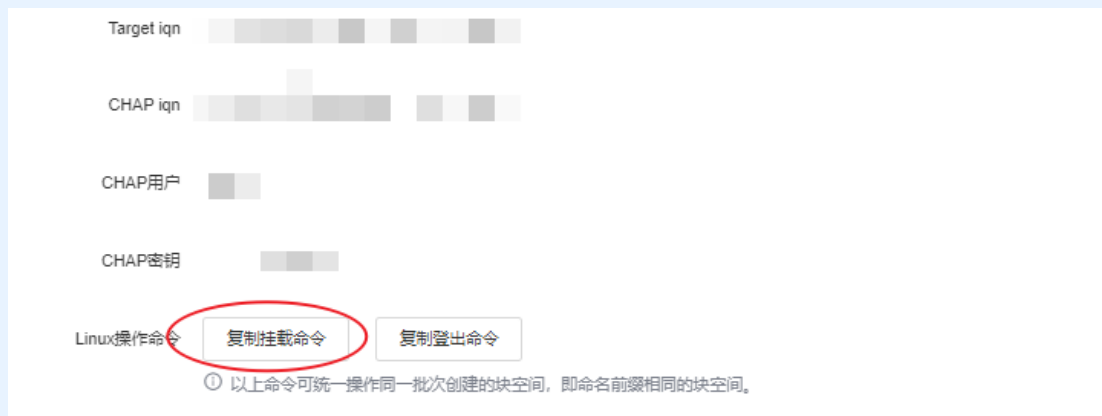 Target iqn
CHAP iqn
CHAP用户
CHAP密钥
Linux操作命令 复制挂载命令 复制登出命令
以上命令可统一操作同一批次创建的块空间，即命名前缀相同的块空间。